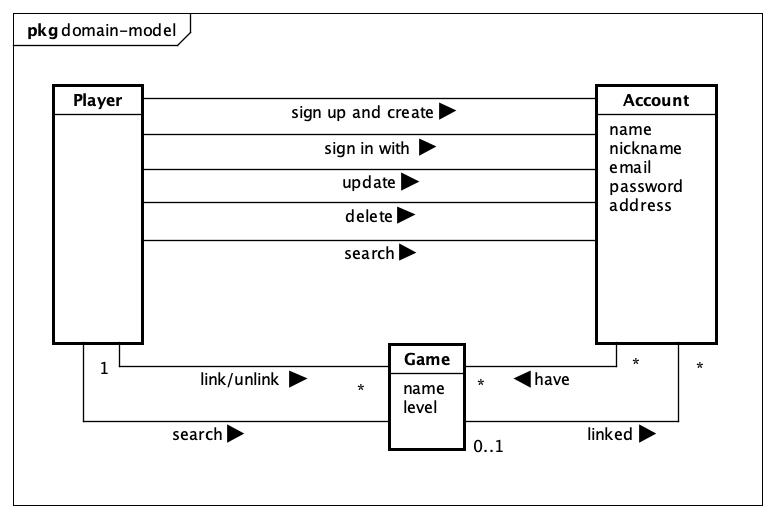 pkg domain-model
Player
Account
name
nickname
email
password
address
sign up and create
sign in with
update
delete
search
1
link/unlink
*
Game
name
level
*
have
*
*
search
0..1
linked